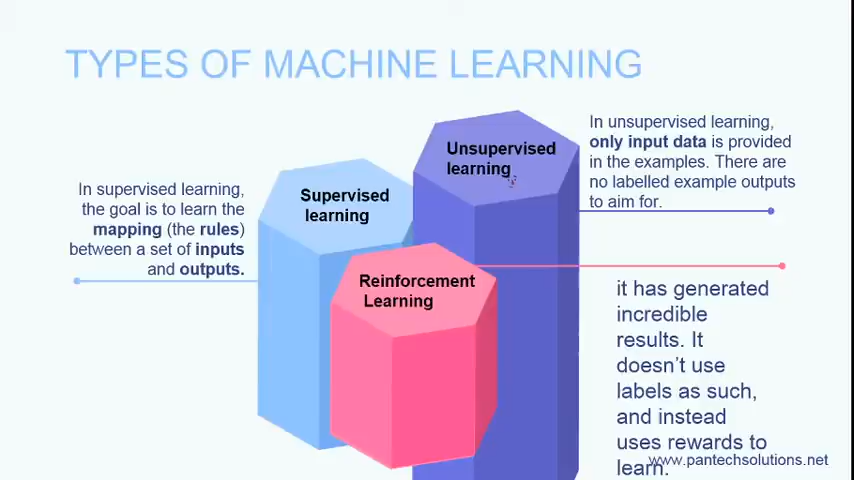 TYPES OF MACHINE LEARNING
In supervised learning,
the goal is to learn the
mapping (the rules)
between a set of inputs
and outputs.
Supervised
learning
Unsupervised
learning
Reinforcement
Learning
In unsupervised learning,
only input data is provided
in the examples. There are
no labelled example outputs
to aim for.
it has generated
incredible
results. It
doesn’t use
labels as such,
and instead
uses rewards to
learn.
www.pantechsolutions.net